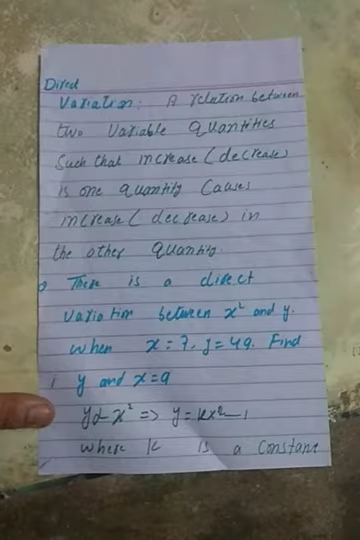 Direct
Variation: A relation between
two Variable quantities
Such that increase (decrease)
is one quantity Causes
increase (decrease) in
the other quantity.
There is a direct
variation between x² and y.
when x = 7, y = 49. Find
i y and x = 9
y ∝ x² => y = kx² — 1
where k is a constant